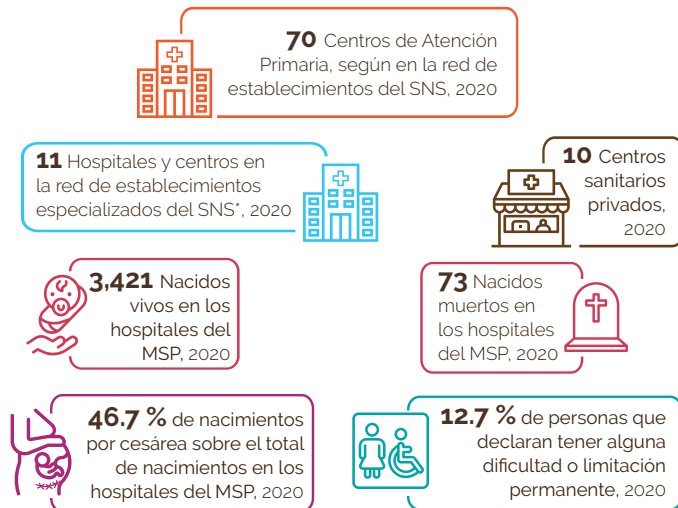 70 Centros de Atención
Primaria, según en la red de
establecimientos del SNS, 2020
11 Hospitales y centros en
la red de establecimientos
especializados del SNS*, 2020
10 Centros
sanitarios
privados,
2020
3,421 Nacidos
vivos en los
hospitales del
MSP, 2020
73 Nacidos
muertos en
los hospitales
del MSP, 2020
46.7 % de nacimientos
por cesárea sobre el total
de nacimientos en los
hospitales del MSP, 2020
12.7 % de personas que
declaran tener alguna
dificultad o limitación
permanente, 2020